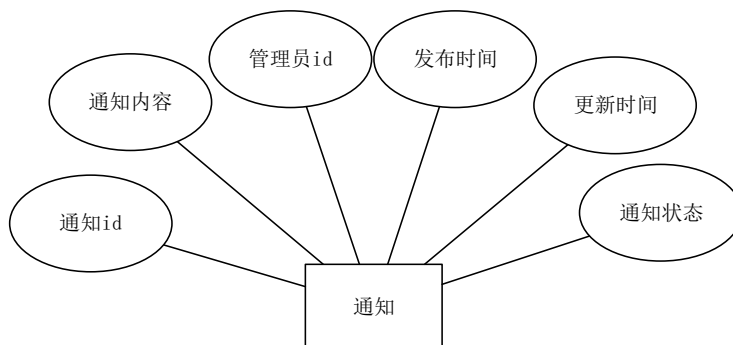 管理员id
发布时间
通知内容
更新时间
通知id
通知状态
通知